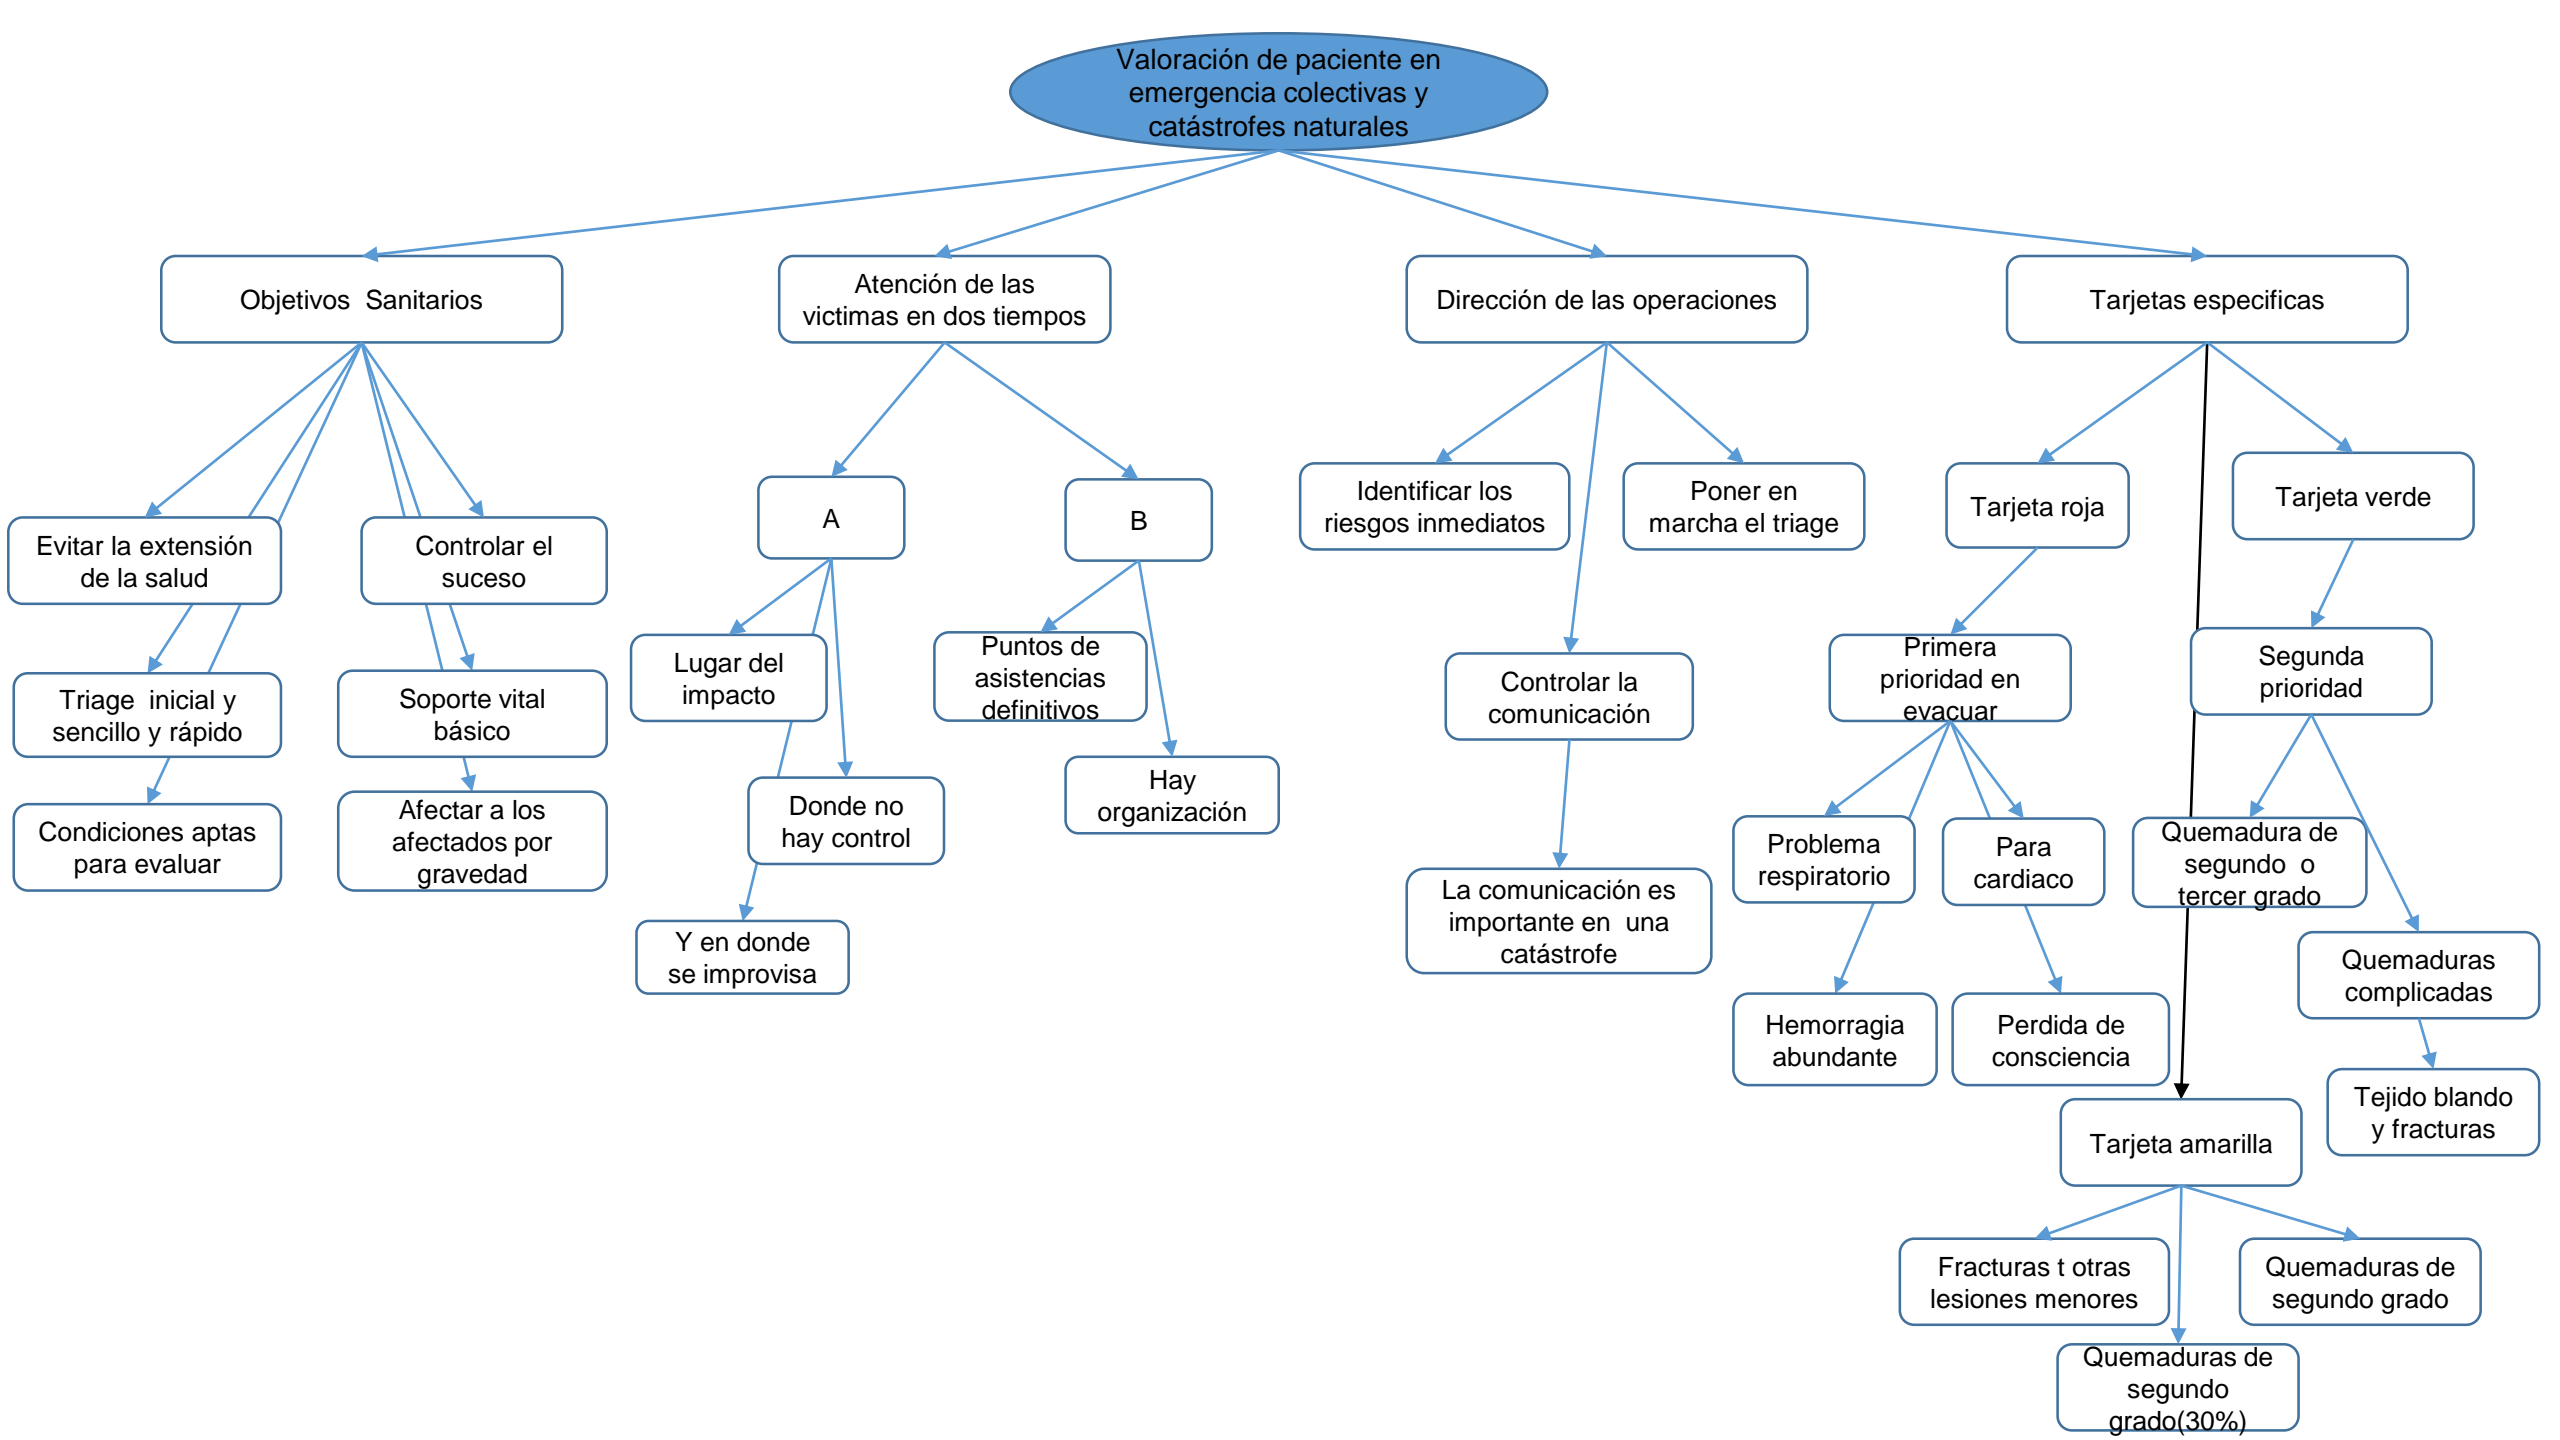 Valoración de paciente en
emergencia colectivas y
catástrofes naturales
Objetivos  Sanitarios
Atención de las
victimas en dos tiempos
Dirección de las operaciones
Tarjetas especificas
Evitar la extensión
de la salud
Controlar el
suceso
Triage  inicial y
sencillo y rápido
Soporte vital
básico
Condiciones aptas
para evaluar
Afectar a los
afectados por
gravedad
A
B
Lugar del
impacto
Donde no
hay control
Y en donde
se improvisa
Puntos de
asistencias
definitivos
Hay
organización
Identificar los
riesgos inmediatos
Poner en
marcha el triage
Controlar la
comunicación
La comunicación es
importante en  una
catástrofe
Tarjeta roja
Tarjeta verde
Primera
prioridad en
evacuar
Segunda
prioridad
Problema
respiratorio
Para
cardiaco
Hemorragia
abundante
Perdida de
consciencia
Quemadura de
segundo  o
tercer grado
Quemaduras
complicadas
Tejido blando
y fracturas
Tarjeta amarilla
Fracturas t otras
lesiones menores
Quemaduras de
segundo grado
Quemaduras de
segundo
grado(30%)